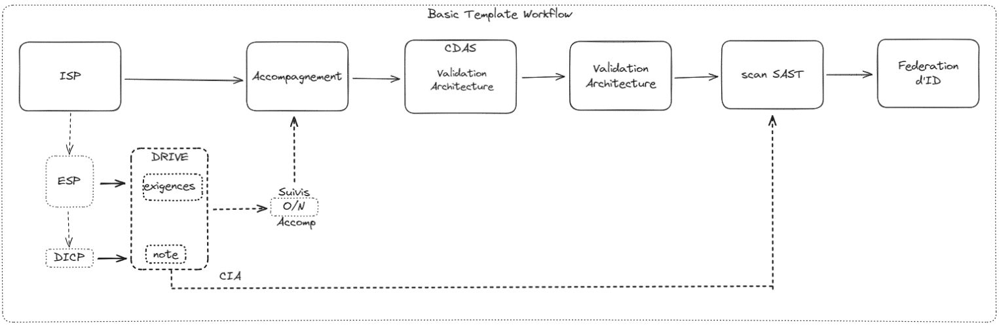 Basic Template Workflow
ISP
Accompagnement
CDAS
Validation
Architecture
Validation
Architecture
scan SAST
Federation
d'ID
ESP
DRIVE
exigences
Suivis
O/N
Accomp
DICP
note
CIA